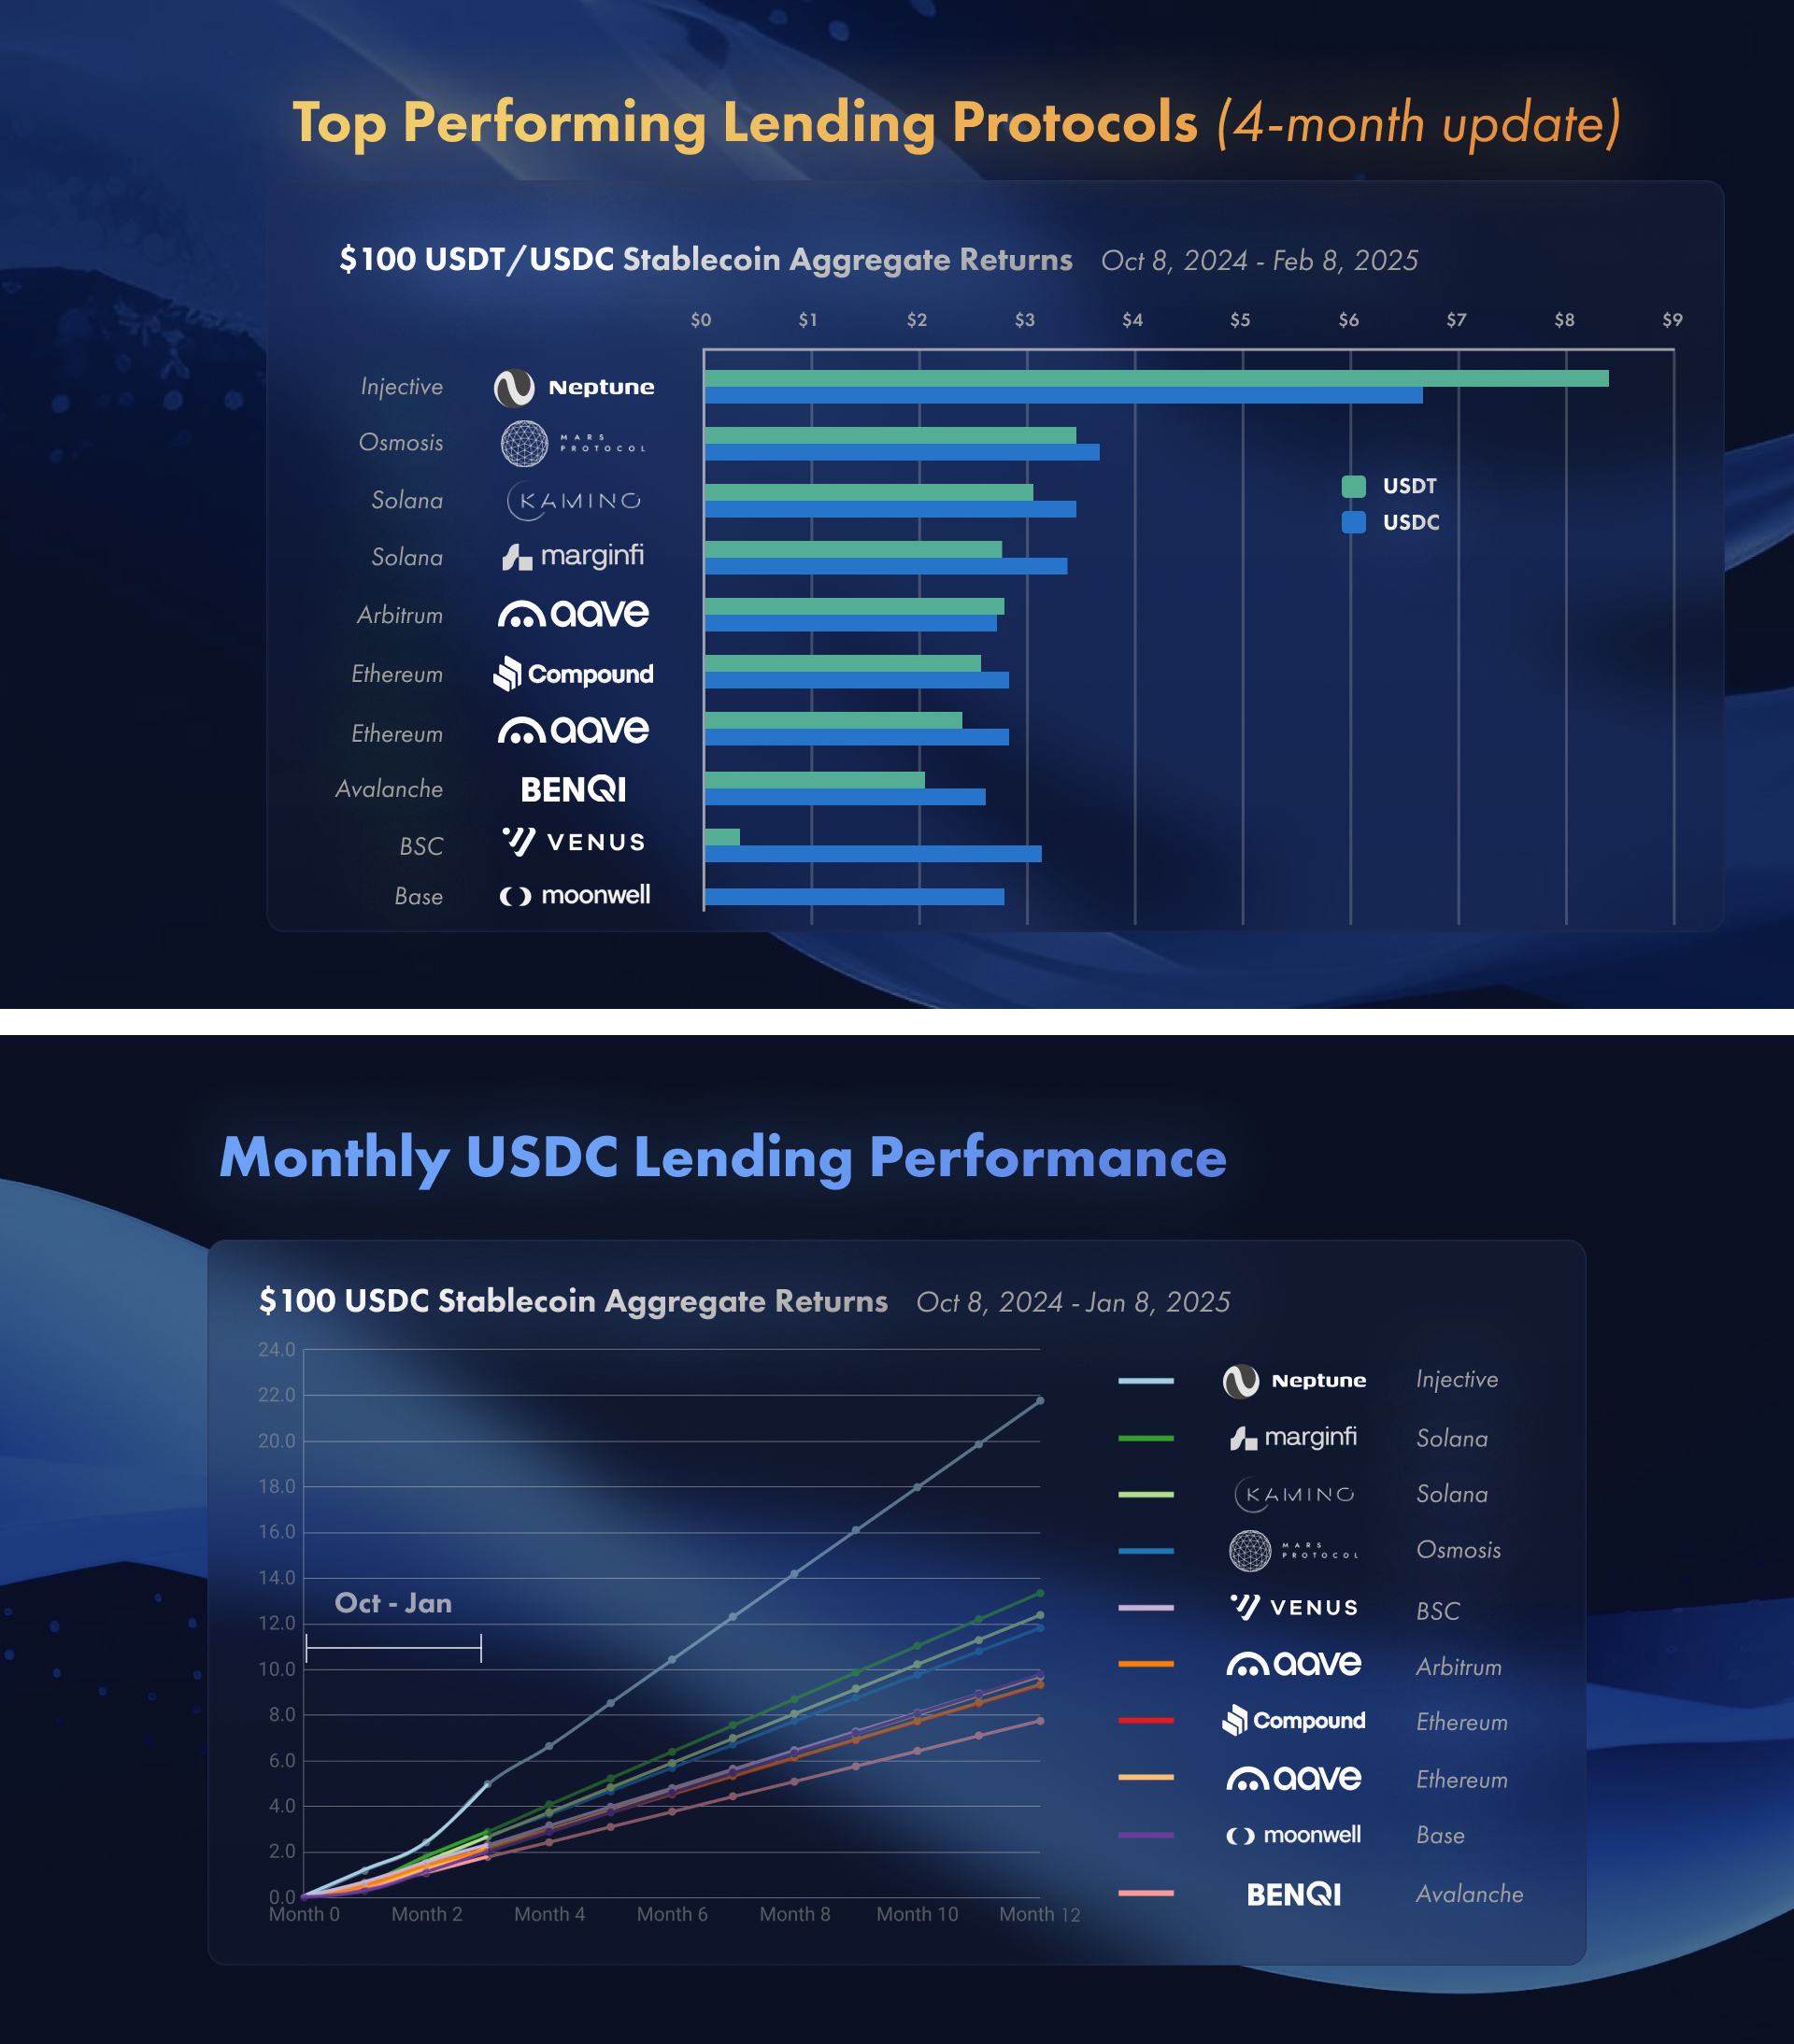 Top Performing Lending Protocols (4-month update)
$100 USDT/USDC Stablecoin Aggregate Returns Oct 8, 2024 - Feb 8, 2025
$0 $1 $2 $3 $4 $5 $6 $7 $8 $9
Injective Neptune
Osmosis MARS PROTOCOL
Solana KAMINO
Solana marginfi
Arbitrum aave
Ethereum Compound
Ethereum aave
Avalanche BENQI
BSC VENUS
Base moonwell
USDT
USDC
Monthly USDC Lending Performance
$100 USDC Stablecoin Aggregate Returns Oct 8, 2024 - Jan 8, 2025
24.0
22.0
20.0
18.0
16.0
14.0
12.0
10.0
8.0
6.0
4.0
2.0
0.0
Oct - Jan
Month 0 Month 2 Month 4 Month 6 Month 8 Month 10 Month 12
Neptune Injective
marginfi Solana
KAMINO Solana
MARS PROTOCOL Osmosis
VENUS BSC
aave Arbitrum
Compound Ethereum
aave Ethereum
moonwell Base
BENQI Avalanche